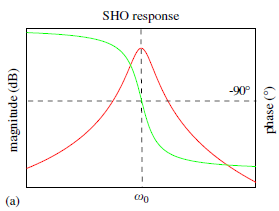 SHO response
magnitude (dB)
-90°
phase (°)
ω0
(a)